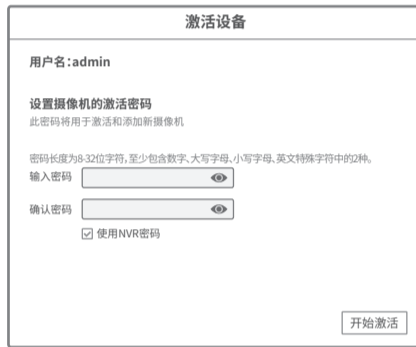 激活设备
用户名:admin
设置摄像机的激活密码
此密码将用于激活和添加新摄像机
密码长度为8-32位字符,至少包含数字、大写字母、小写字母、英文特殊字符中的2种。
输入密码
确认密码
使用NVR密码
开始激活